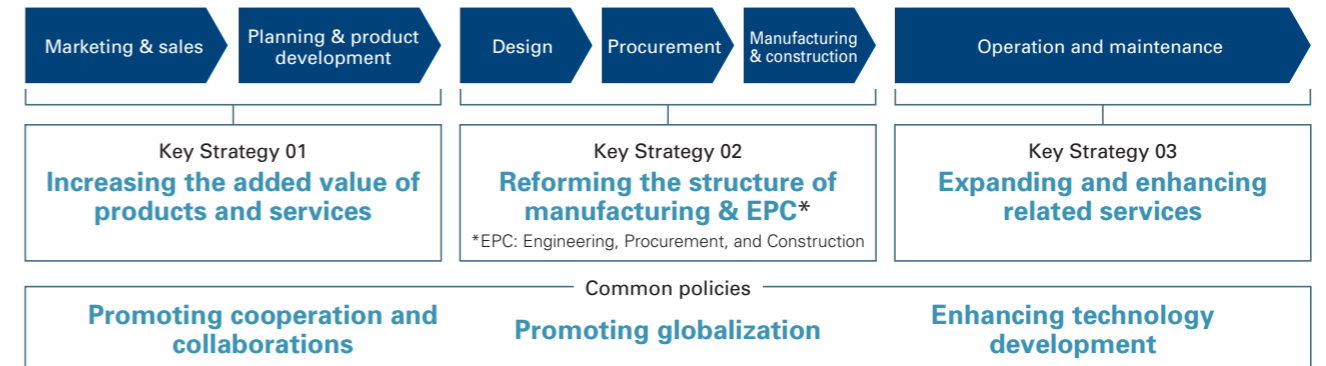 Marketing & sales
Planning & product
development
Design
Procurement
Manufacturing
& construction
Operation and maintenance
Key Strategy 01
Increasing the added value of
products and services
Key Strategy 02
Reforming the structure of
manufacturing & EPC*
*EPC: Engineering, Procurement, and Construction
Key Strategy 03
Expanding and enhancing
related services
Common policies
Promoting cooperation and
collaborations
Promoting globalization
Enhancing technology
development